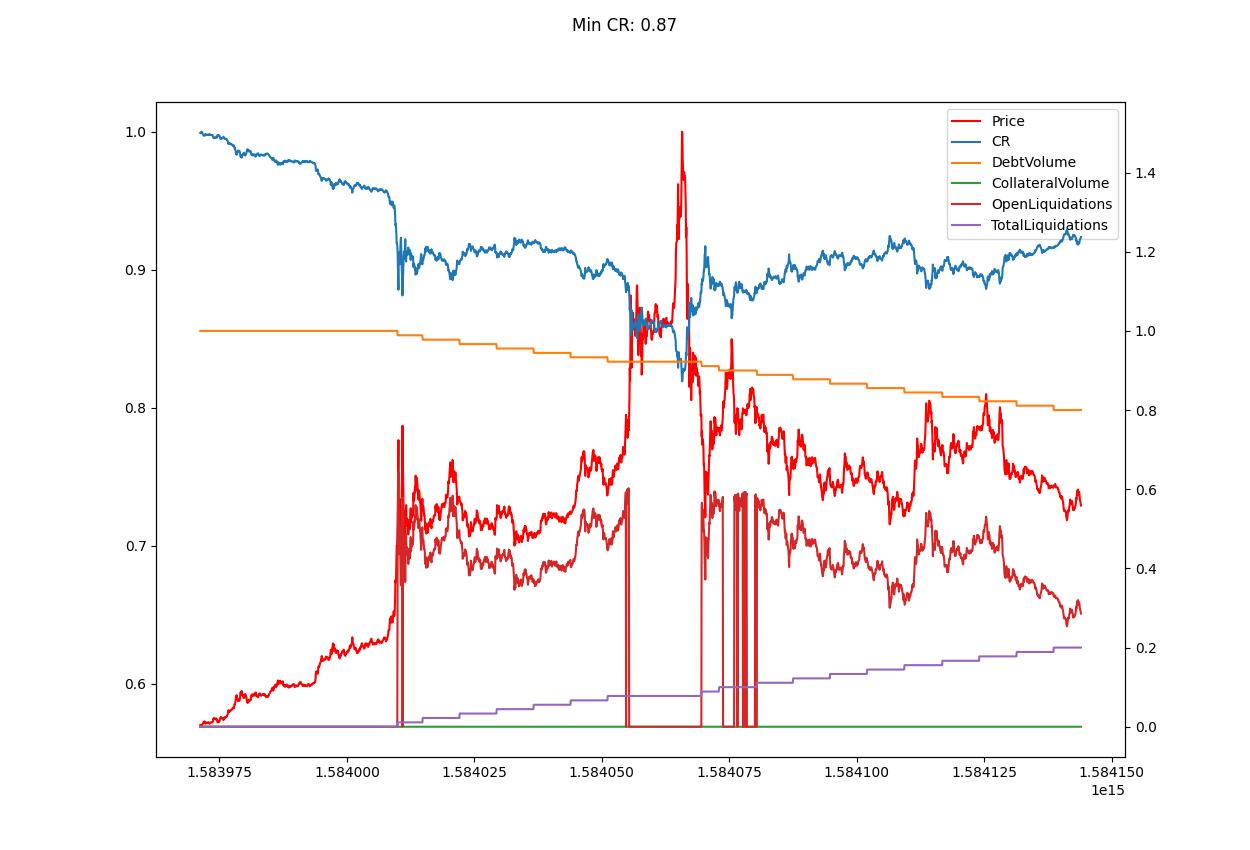 Min CR: 0.87
Price
CR
DebtVolume
CollateralVolume
OpenLiquidations
TotalLiquidations
1.0
0.9
0.8
0.7
0.6
1.4
1.2
1.0
0.8
0.6
0.4
0.2
0.0
1.583975 1.584000 1.584025 1.584050 1.584075 1.584100 1.584125 1.584150
1e15